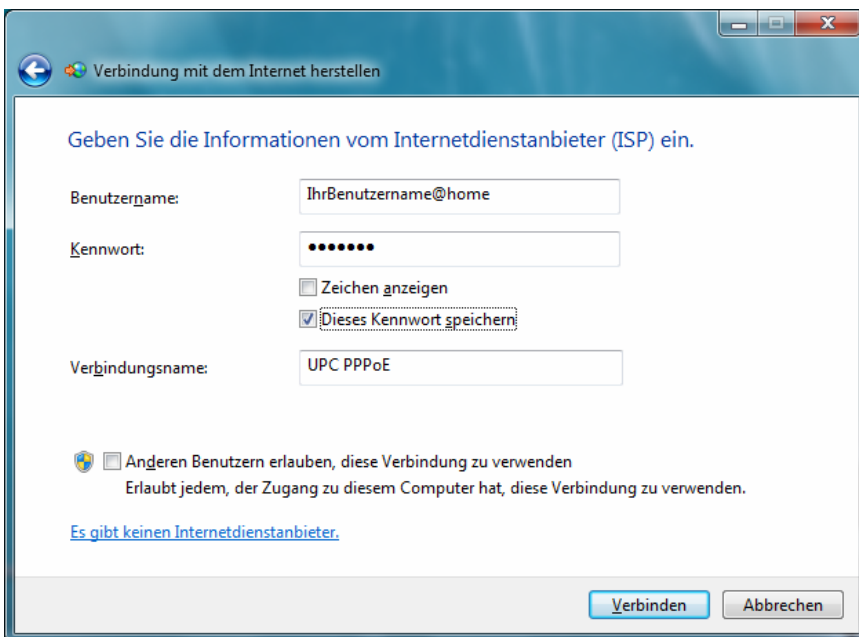 Verbindung mit dem Internet herstellen
Geben Sie die Informationen vom Internetdienstanbieter (ISP) ein.
Benutzername: IhrBenutzername@home
Kennwort: •••••••
Zeichen anzeigen
Dieses Kennwort speichern
Verbindungsname: UPC PPPoE
Anderen Benutzern erlauben, diese Verbindung zu verwenden
Erlaubt jedem, der Zugang zu diesem Computer hat, diese Verbindung zu verwenden.
Es gibt keinen Internetdienstanbieter.
Verbinden Abbrechen